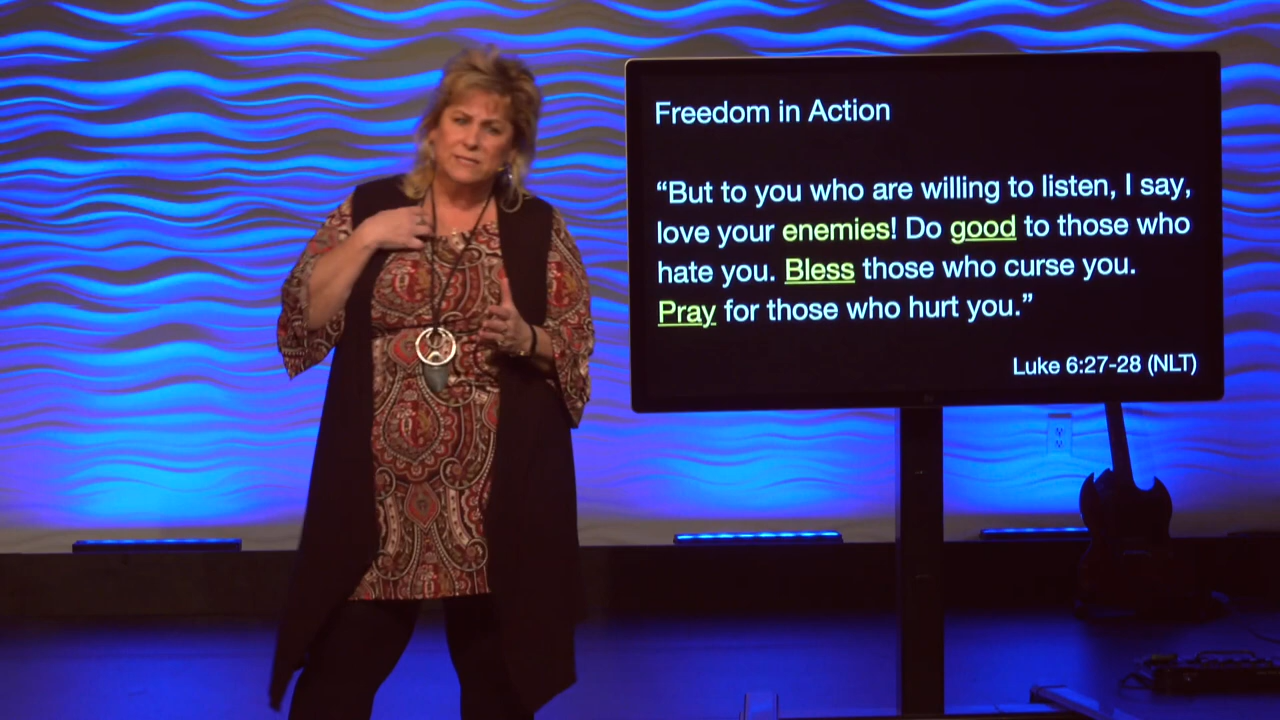 Freedom in Action
“But to you who are willing to listen, I say,
love your enemies! Do good to those who
hate you. Bless those who curse you.
Pray for those who hurt you.”
Luke 6:27-28 (NLT)